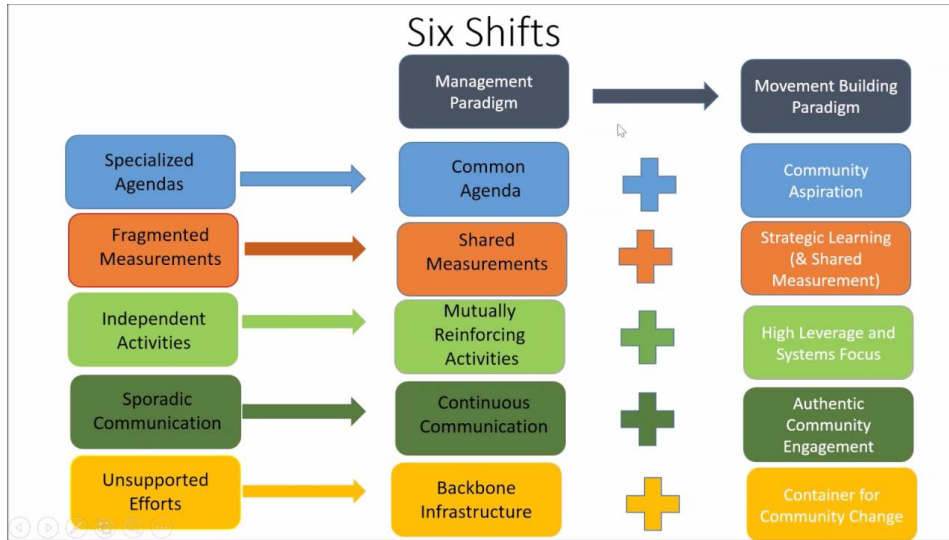 Six Shifts
Management
Paradigm
Movement Building
Paradigm
Specialized
Agendas
Common
Agenda
Community
Aspiration
Fragmented
Measurements
Shared
Measurements
Strategic Learning
(& Shared
Measurement)
Independent
Activities
Mutually
Reinforcing
Activities
High Leverage and
Systems Focus
Sporadic
Communication
Continuous
Communication
Authentic
Community
Engagement
Unsupported
Efforts
Backbone
Infrastructure
Container for
Community Change